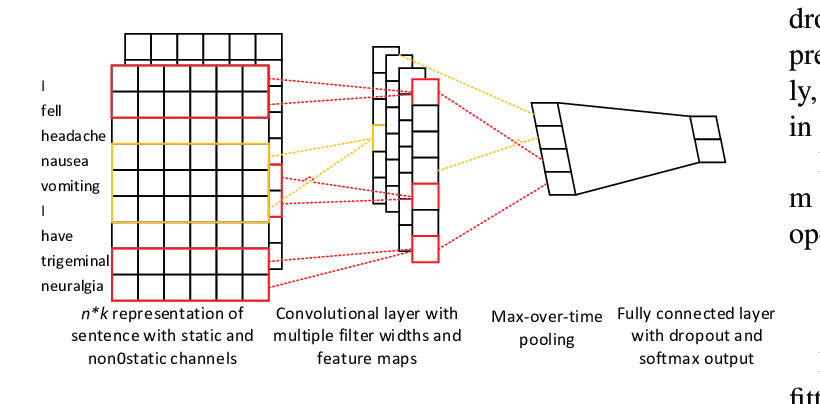 I
fell
headache
nausea
vomiting
I
have
trigeminal
neuralgia
n*k representation of
sentence with static and
non0static channels
Convolutional layer with
multiple filter widths and
feature maps
Max-over-time
pooling
Fully connected layer
with dropout and
softmax output
dro
pre
ly,
in
m
op
fitt